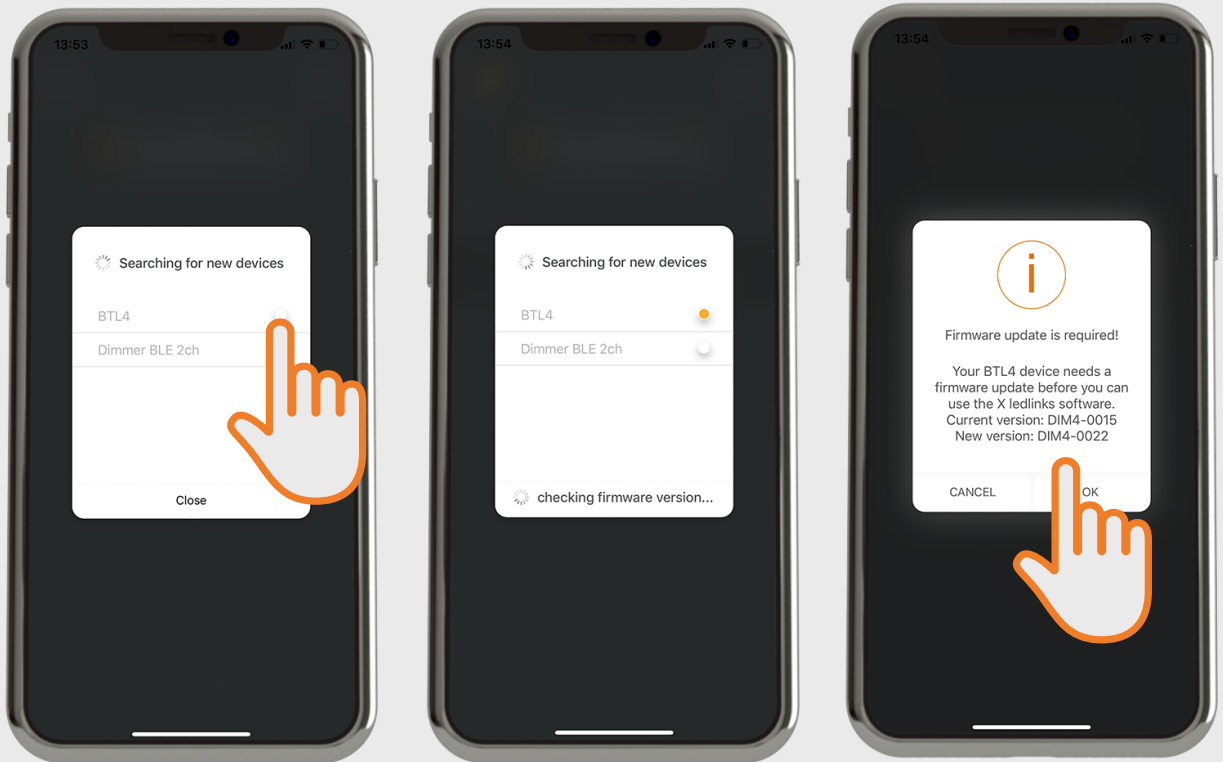 13:53
Searching for new devices
BTL4
Dimmer BLE 2ch
Close
13:54
Searching for new devices
BTL4
Dimmer BLE 2ch
checking firmware version...
13:54
i
Firmware update is required!
Your BTL4 device needs a
firmware update before you can
use the X ledlinks software.
Current version: DIM4-0015
New version: DIM4-0022
CANCEL
OK